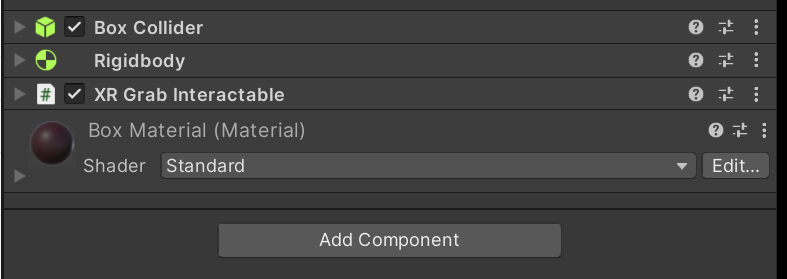 Box Collider
Rigidbody
# XR Grab Interactable
Box Material (Material)
Shader Standard Edit...
Add Component